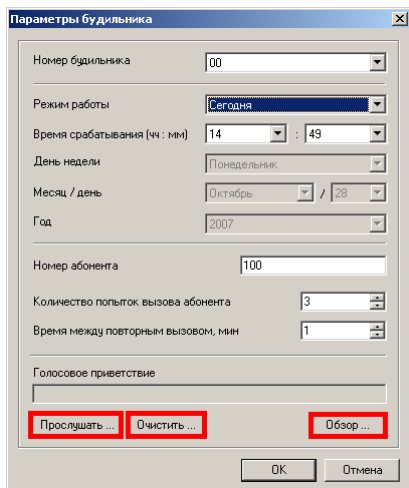 Параметры будильника
Номер будильника 00
Режим работы Сегодня
Время срабатывания (чч : мм) 14 : 49
День недели Понедельник
Месяц / день Октябрь / 28
Год 2007
Номер абонента 100
Количество попыток вызова абонента 3
Время между повторным вызовом, мин 1
Голосовое приветствие
Прослушать ... Очистить ... Обзор ...
OK Отмена